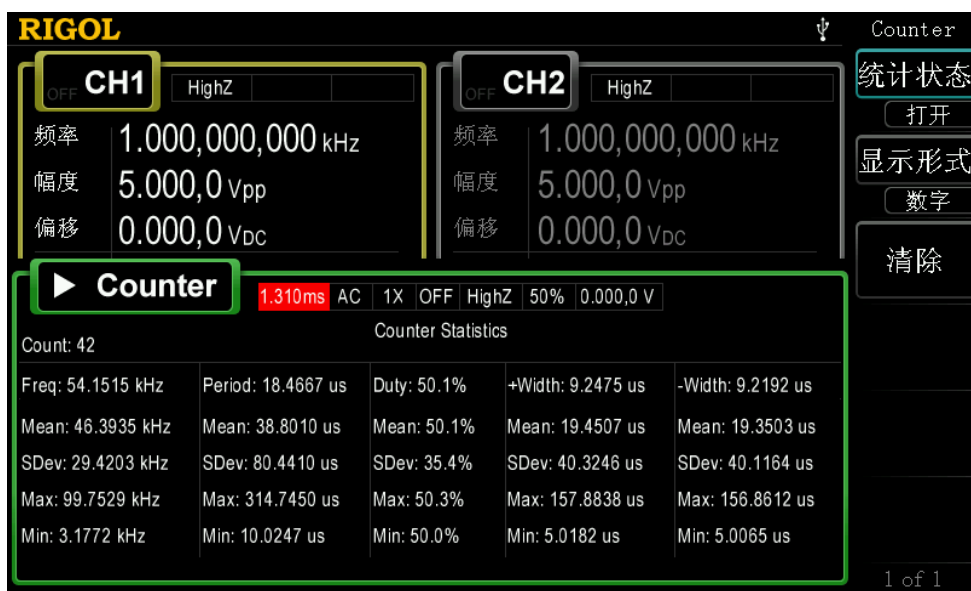 RIGOL
Counter
OFF CH1 HighZ
频率 1.000,000,000 kHz
幅度 5.000,0 Vpp
偏移 0.000,0 VDC
OFF CH2 HighZ
频率 1.000,000,000 kHz
幅度 5.000,0 Vpp
偏移 0.000,0 VDC
统计状态
打开
显示形式
数字
清除
Counter 1.310ms AC 1X OFF HighZ 50% 0.000,0 V
Counter Statistics
Count: 42
Freq: 54.1515 kHz Period: 18.4667 us Duty: 50.1% +Width: 9.2475 us -Width: 9.2192 us
Mean: 46.3935 kHz Mean: 38.8010 us Mean: 50.1% Mean: 19.4507 us Mean: 19.3503 us
SDev: 29.4203 kHz SDev: 80.4410 us SDev: 35.4% SDev: 40.3246 us SDev: 40.1164 us
Max: 99.7529 kHz Max: 314.7450 us Max: 50.3% Max: 157.8838 us Max: 156.8612 us
Min: 3.1772 kHz Min: 10.0247 us Min: 50.0% Min: 5.0182 us Min: 5.0065 us
1 of 1